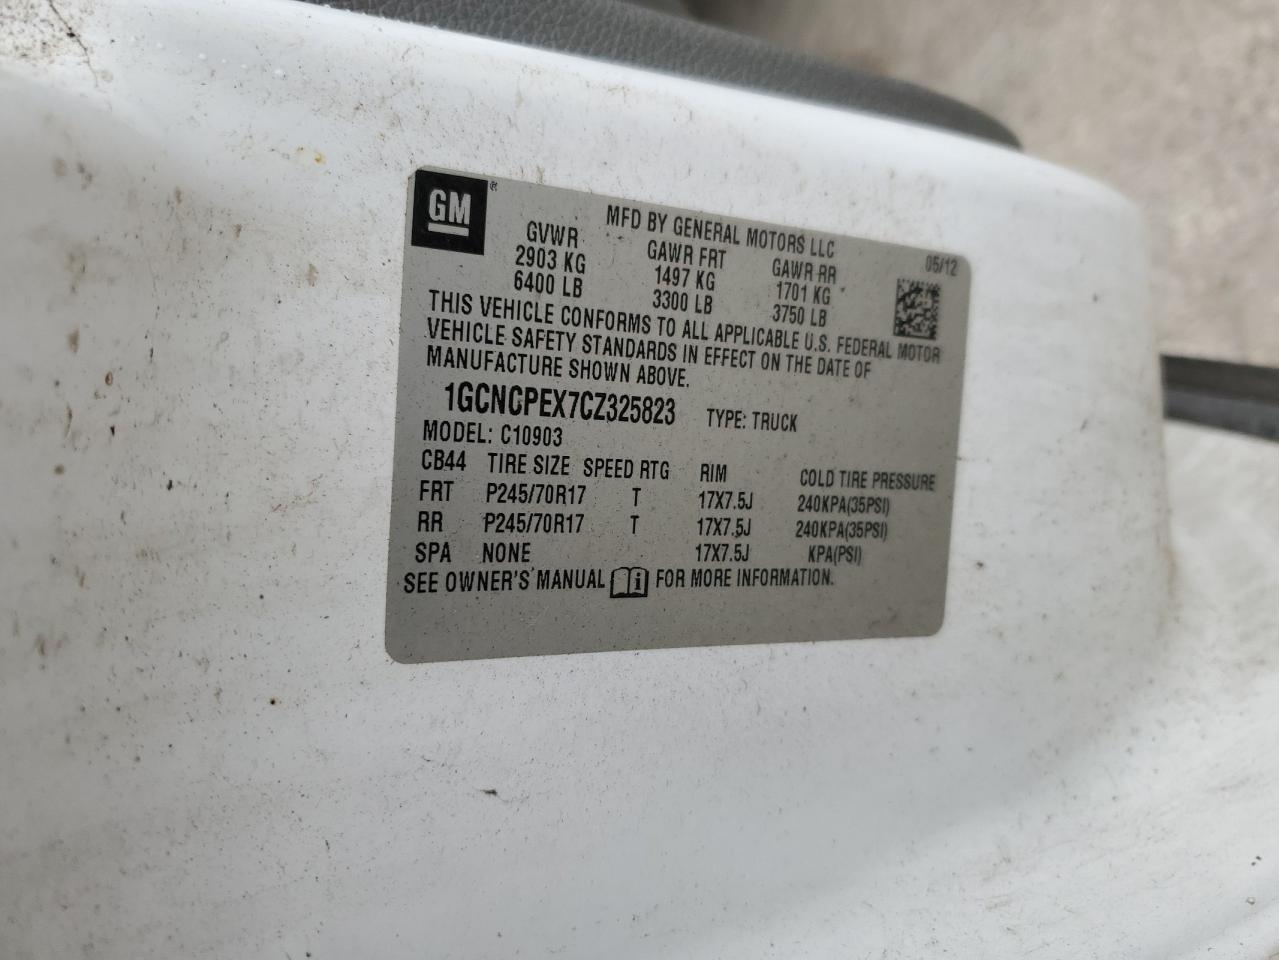 GM ®
MFD BY GENERAL MOTORS LLC
05/12
GVWR GAWR FRT GAWR RR
2903 KG 1497 KG 1701 KG
6400 LB 3300 LB 3750 LB
THIS VEHICLE CONFORMS TO ALL APPLICABLE U.S. FEDERAL MOTOR
VEHICLE SAFETY STANDARDS IN EFFECT ON THE DATE OF
MANUFACTURE SHOWN ABOVE.
1GCNCPEX7CZ325823 TYPE: TRUCK
MODEL: C10903
CB44 TIRE SIZE SPEED RTG RIM COLD TIRE PRESSURE
FRT P245/70R17 T 17X7.5J 240KPA(35PSI)
RR P245/70R17 T 17X7.5J 240KPA(35PSI)
SPA NONE 17X7.5J KPA(PSI)
SEE OWNER'S MANUAL i FOR MORE INFORMATION.